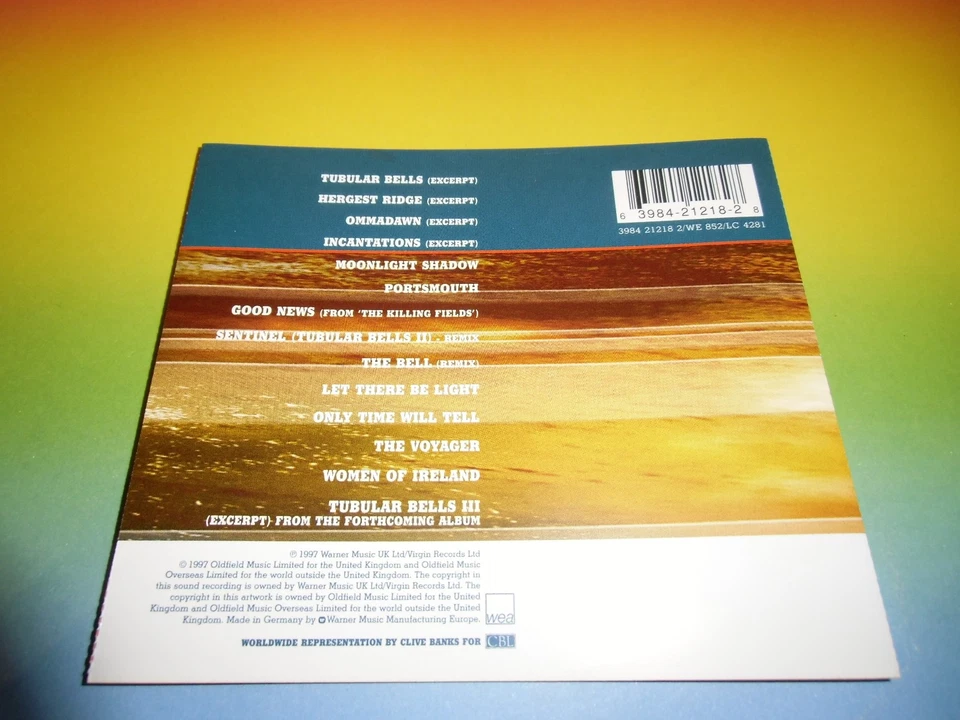 TUBULAR BELLS (EXCERPT)
HERGEST RIDGE (EXCERPT)
OMMADAWN (EXCERPT)
INCANTATIONS (EXCERPT)
MOONLIGHT SHADOW
PORTSMOUTH
GOOD NEWS (FROM 'THE KILLING FIELDS')
SENTINEL (TUBULAR BELLS II) - REMIX
THE BELL (REMIX)
LET THERE BE LIGHT
ONLY TIME WILL TELL
THE VOYAGER
WOMEN OF IRELAND
TUBULAR BELLS III
(EXCERPT) FROM THE FORTHCOMING ALBUM
6 3984-21218-2 8
3984 21218 2/WE 852/LC 4281
℗ 1997 Warner Music UK Ltd/Virgin Records Ltd
© 1997 Oldfield Music Limited for the United Kingdom and Oldfield Music
Overseas Limited for the world outside the United Kingdom. The copyright in
this sound recording is owned by Warner Music UK Ltd/Virgin Records Ltd. The
copyright in this artwork is owned by Oldfield Music Limited for the United
Kingdom and Oldfield Music Overseas Limited for the world outside the United
Kingdom. Made in Germany by Warner Music Manufacturing Europe.
wea
WORLDWIDE REPRESENTATION BY CLIVE BANKS FOR CBL